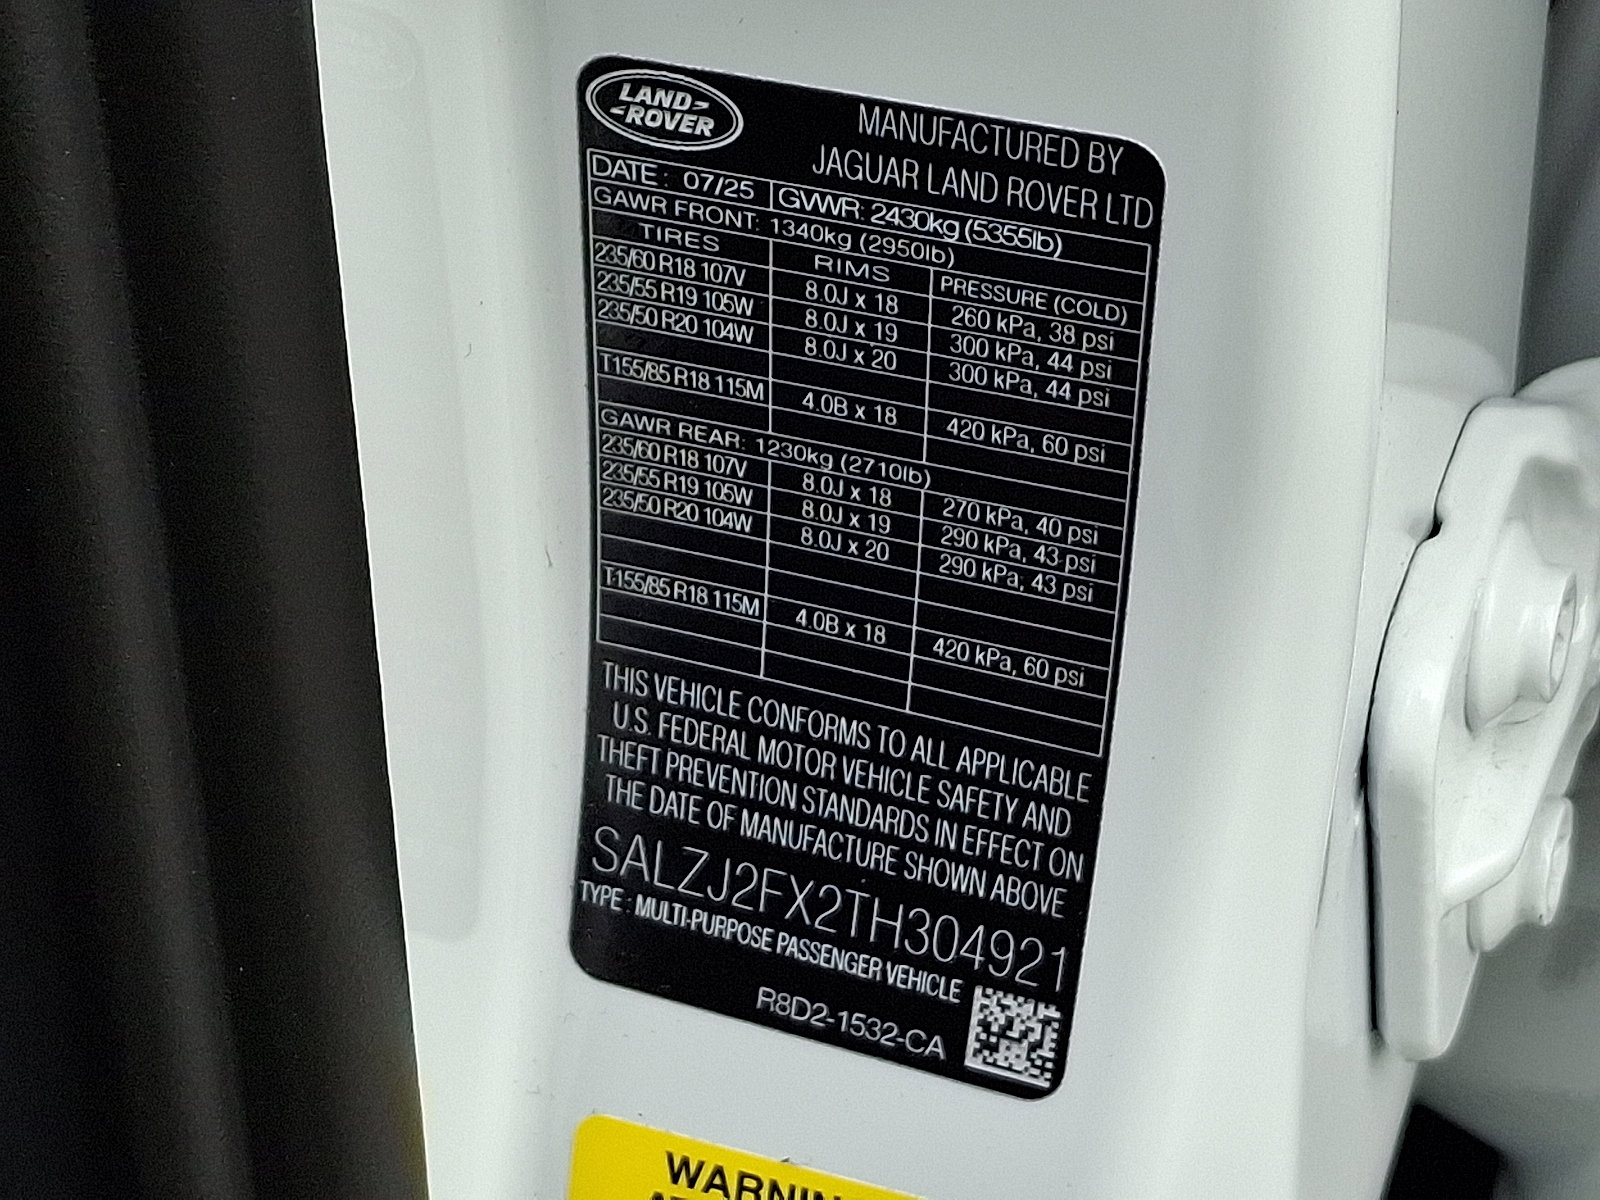 LAND
ROVER
MANUFACTURED BY
JAGUAR LAND ROVER LTD
DATE: 07/25 GVWR: 2430kg (5355lb)
GAWR FRONT: 1340kg (2950lb)
TIRES RIMS PRESSURE (COLD)
235/60 R18 107V 8.0J x 18 260 kPa, 38 psi
235/55 R19 105W 8.0J x 19 300 kPa, 44 psi
235/50 R20 104W 8.0J x 20 300 kPa, 44 psi
T155/85 R18 115M 4.0B x 18 420 kPa, 60 psi
GAWR REAR: 1230kg (2710lb)
235/60 R18 107V 8.0J x 18 270 kPa, 40 psi
235/55 R19 105W 8.0J x 19 290 kPa, 43 psi
235/50 R20 104W 8.0J x 20 290 kPa, 43 psi
T155/85 R18 115M 4.0B x 18 420 kPa, 60 psi
THIS VEHICLE CONFORMS TO ALL APPLICABLE
U.S. FEDERAL MOTOR VEHICLE SAFETY AND
THEFT PREVENTION STANDARDS IN EFFECT ON
THE DATE OF MANUFACTURE SHOWN ABOVE
SALZJ2FX2TH304921
TYPE: MULTI-PURPOSE PASSENGER VEHICLE
R8D2-1532-CA